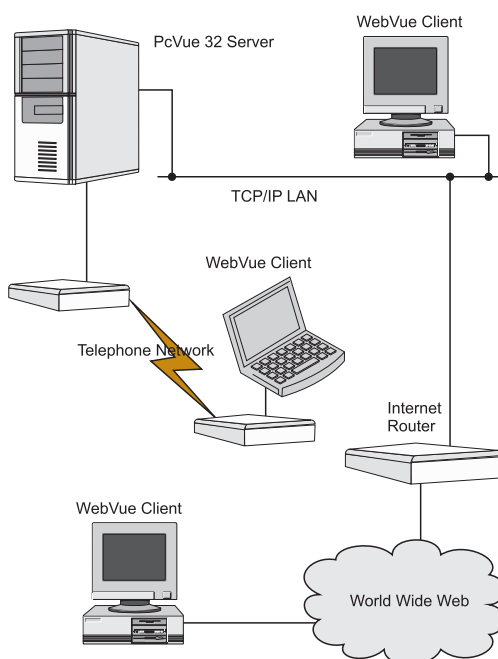 WebVue Client
PcVue 32 Server
TCP/IP LAN
WebVue Client
Telephone Network
Internet
Router
WebVue Client
World Wide Web